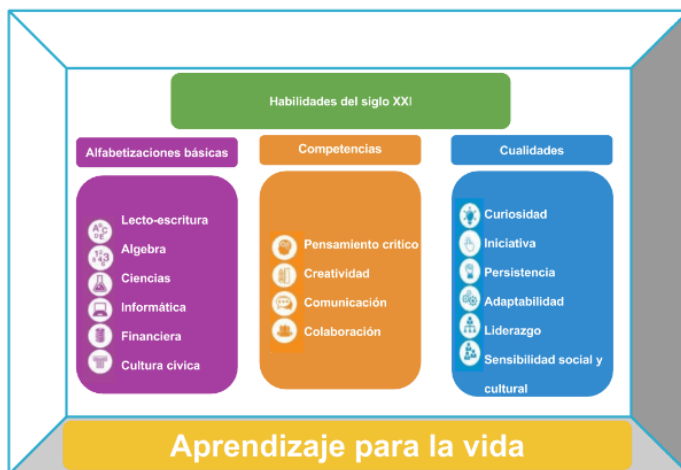 Habilidades del siglo XXI
Alfabetizaciones básicas
Lecto-escritura
Algebra
Ciencias
Informática
Financiera
Cultura cívica
Competencias
Pensamiento critico
Creatividad
Comunicación
Colaboración
Cualidades
Curiosidad
Iniciativa
Persistencia
Adaptabilidad
Liderazgo
Sensibilidad social y
cultural
Aprendizaje para la vida